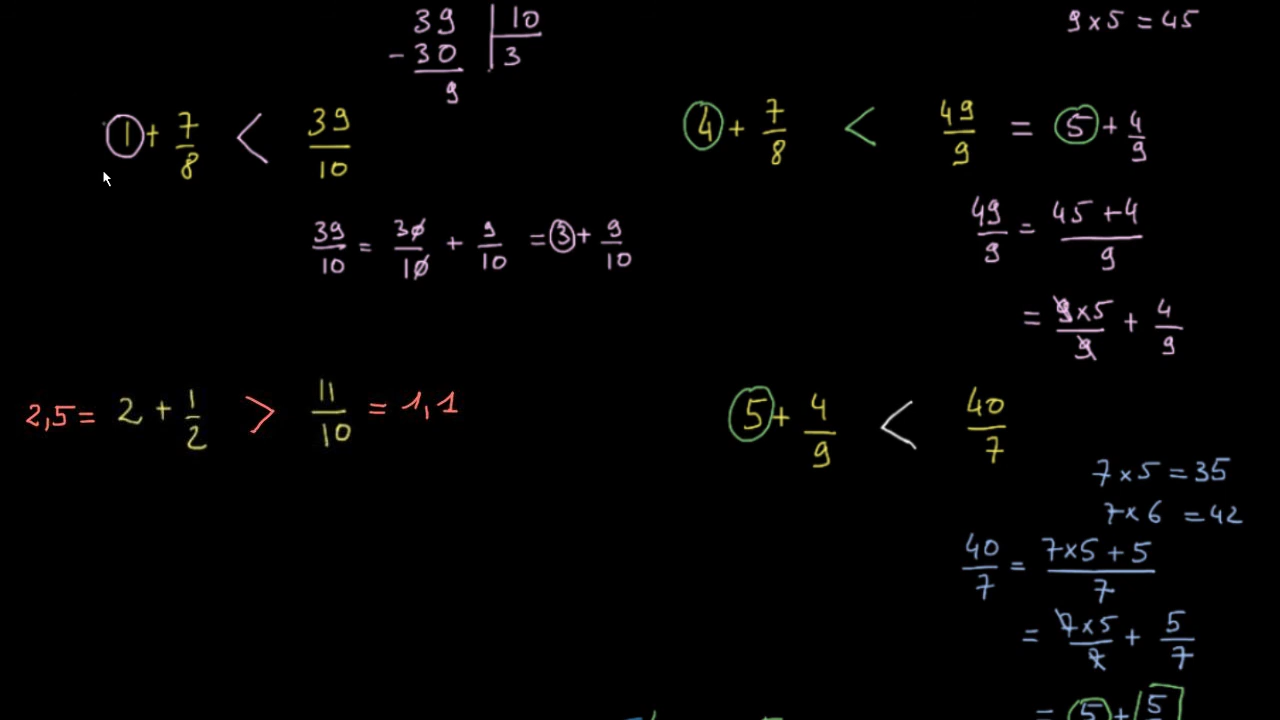 39 | 10
- 30 | 3
9
1 + 7/8 < 39/10
39/10 = 30/10 + 9/10 = 3 + 9/10
2,5 = 2 + 1/2 > 11/10 = 1,1
9 x 5 = 45
4 + 7/8 < 49/9 = 5 + 4/9
49/9 = (45 + 4)/9
= (9 x 5)/9 + 4/9
5 + 4/9 < 40/7
7 x 5 = 35
7 x 6 = 42
40/7 = (7 x 5 + 5)/7
= (7 x 5)/7 + 5/7
= 5 + 5